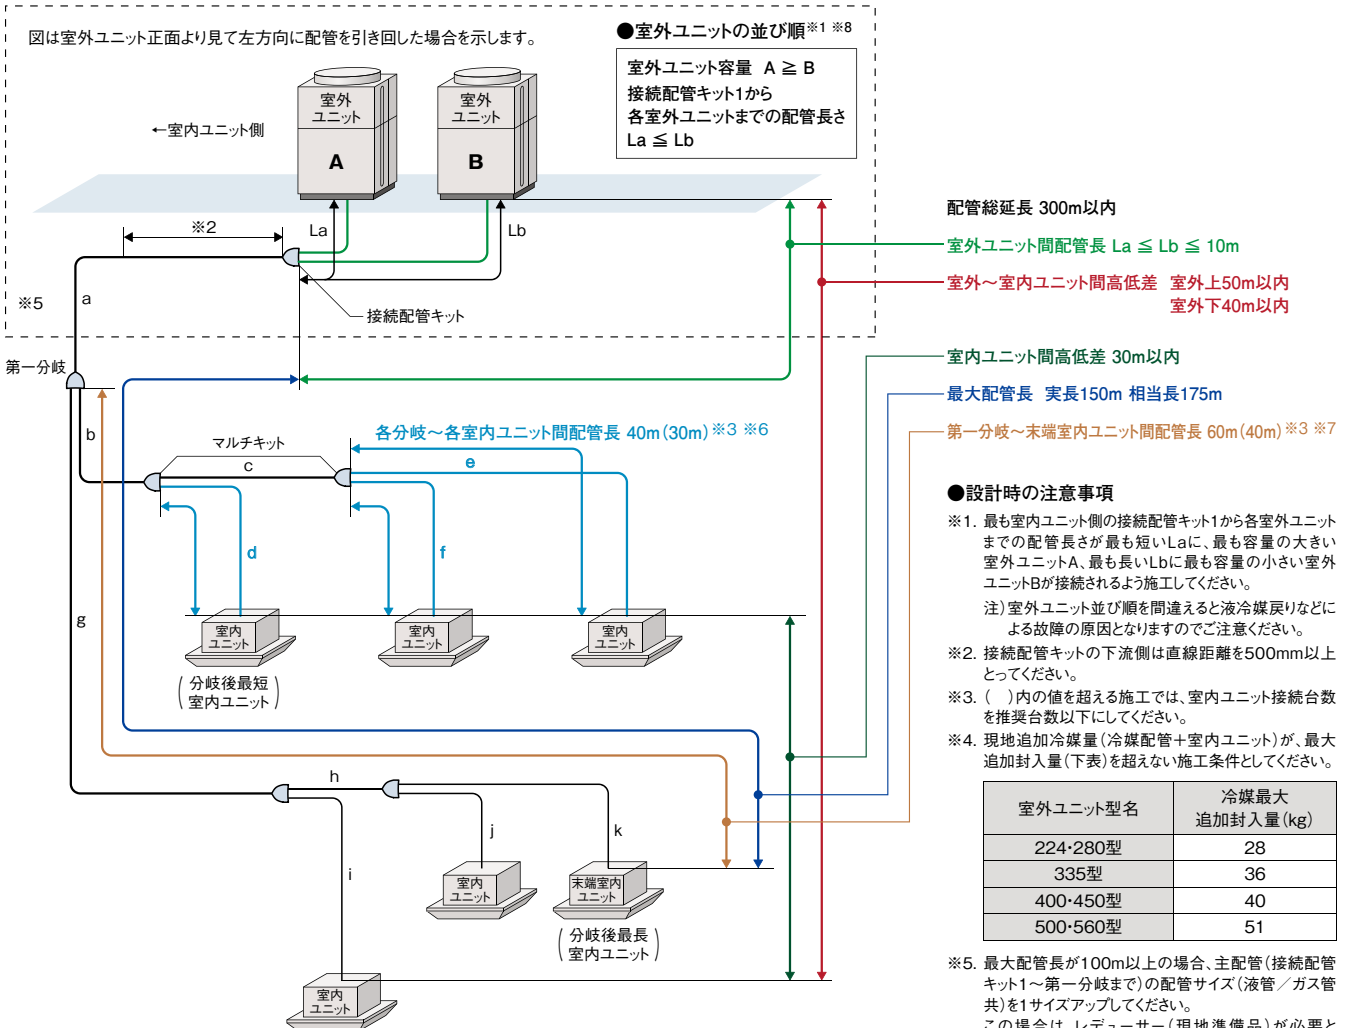 図は室外ユニット正面より見て左方向に配管を引き回した場合を示します。
●室外ユニットの並び順※1 ※8
室外ユニット容量 A ≧ B
接続配管キット1から
各室外ユニットまでの配管長さ
La ≦ Lb
室外
ユニット
A
室外
ユニット
B
←室内ユニット側
※2
La
Lb
a
※5
接続配管キット
配管総延長 300m以内
室外ユニット間配管長 La ≦ Lb ≦ 10m
室外～室内ユニット間高低差 室外上50m以内
室外下40m以内
室内ユニット間高低差 30m以内
最大配管長 実長150m 相当長175m
第一分岐～末端室内ユニット間配管長 60m(40m)※3 ※7
第一分岐
b
マルチキット
c
各分岐～各室内ユニット間配管長 40m(30m)※3 ※6
e
d
f
g
室内
ユニット
室内
ユニット
室内
ユニット
(分岐後最短
室内ユニット)
h
i
j
k
室内
ユニット
末端室内
ユニット
(分岐後最長
室内ユニット)
室内
ユニット
●設計時の注意事項
※1. 最も室内ユニット側の接続配管キット1から各室外ユニット
までの配管長さが最も短いLaに、最も容量の大きい
室外ユニットA、最も長いLbに最も容量の小さい室外
ユニットBが接続されるよう施工してください。
注)室外ユニット並び順を間違えると液冷媒戻りなどに
よる故障の原因となりますのでご注意ください。
※2. 接続配管キットの下流側は直線距離を500mm以上
とってください。
※3. ( )内の値を超える施工では、室内ユニット接続台数
を推奨台数以下にしてください。
※4. 現地追加冷媒量(冷媒配管+室内ユニット)が、最大
追加封入量(下表)を超えない施工条件としてください。
室外ユニット型名 冷媒最大
追加封入量(kg)
224・280型 28
335型 36
400・450型 40
500・560型 51
※5. 最大配管長が100m以上の場合、主配管(接続配管
キット1～第一分岐まで)の配管サイズ(液管／ガス管
共)を1サイズアップしてください。
この場合は、レデューサー(現地準備品)が必要と